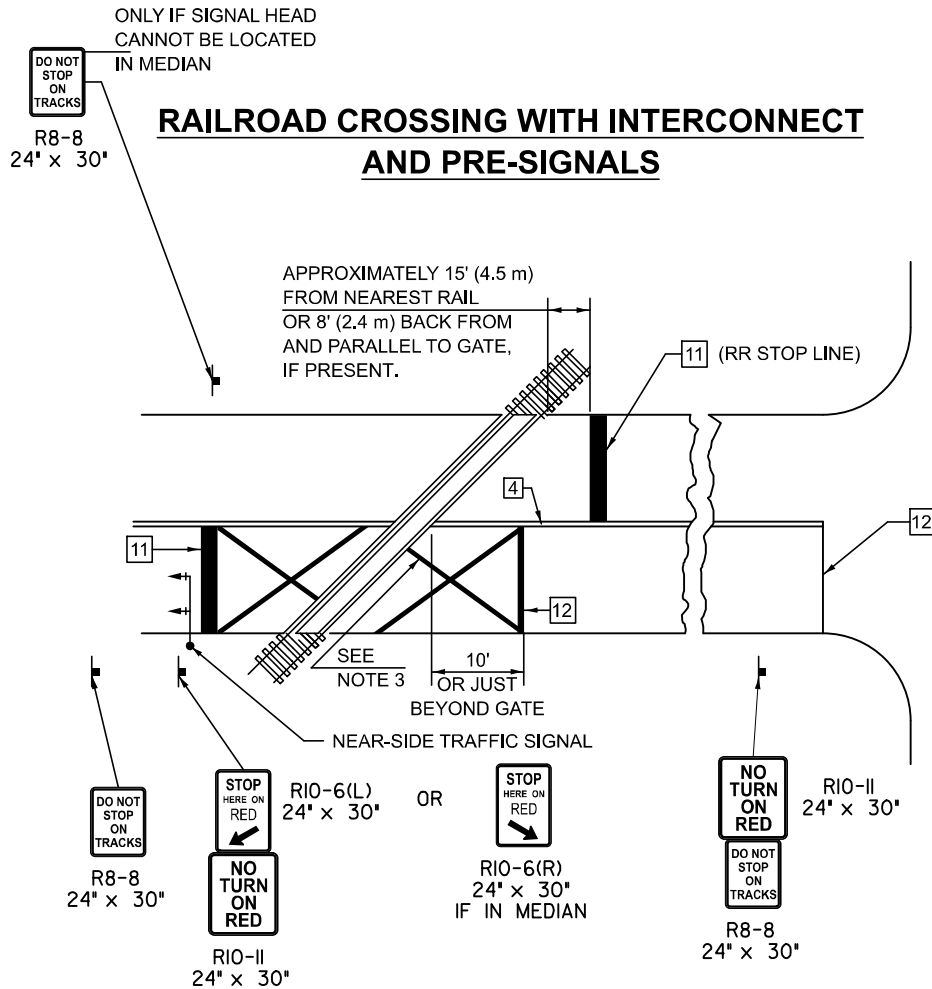 ONLY IF SIGNAL HEAD
CANNOT BE LOCATED
IN MEDIAN
DO NOT
STOP
ON
TRACKS
R8-8
24" x 30"
RAILROAD CROSSING WITH INTERCONNECT
AND PRE-SIGNALS
APPROXIMATELY 15' (4.5 m)
FROM NEAREST RAIL
OR 8' (2.4 m) BACK FROM
AND PARALLEL TO GATE,
IF PRESENT.
11 (RR STOP LINE)
4
12
11
12
SEE
NOTE 3
10'
OR JUST
BEYOND GATE
NEAR-SIDE TRAFFIC SIGNAL
DO NOT
STOP
ON
TRACKS
R8-8
24" x 30"
STOP
HERE ON
RED
R10-6(L)
24" x 30"
NO
TURN
ON
RED
R10-11
24" x 30"
OR
STOP
HERE ON
RED
R10-6(R)
24" x 30"
IF IN MEDIAN
NO
TURN
ON
RED
R10-11
24" x 30"
DO NOT
STOP
ON
TRACKS
R8-8
24" x 30"